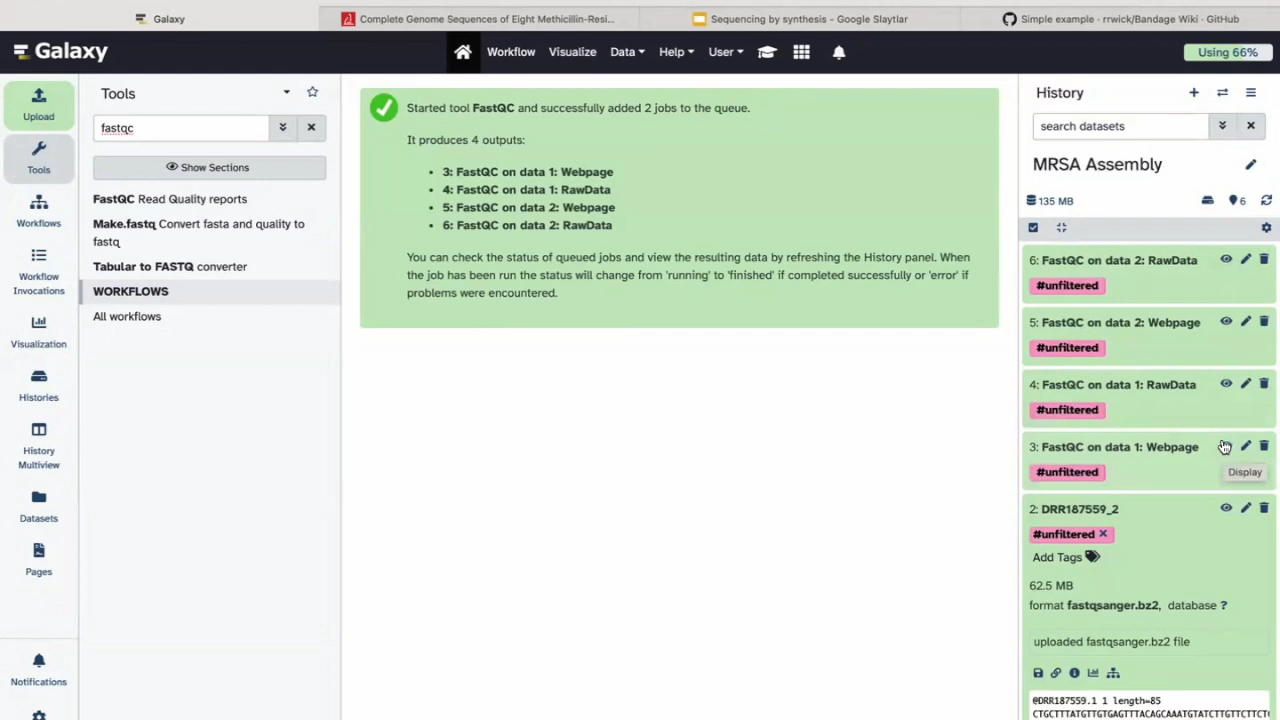 Galaxy
Complete Genome Sequences of Eight Methicillin-Resi...
Sequencing by synthesis - Google Slaytlar
Simple example · rrwick/Bandage Wiki · GitHub
Galaxy
Workflow
Visualize
Data
Help
User
Using 66%
Upload
Tools
Workflows
Workflow
Invocations
Visualization
Histories
History
Multiview
Datasets
Pages
Notifications
Tools
fastqc
Show Sections
FastQC Read Quality reports
Make.fastq Convert fasta and quality to
fastq
Tabular to FASTQ converter
WORKFLOWS
All workflows
Started tool FastQC and successfully added 2 jobs to the queue.
It produces 4 outputs:
• 3: FastQC on data 1: Webpage
• 4: FastQC on data 1: RawData
• 5: FastQC on data 2: Webpage
• 6: FastQC on data 2: RawData
You can check the status of queued jobs and view the resulting data by refreshing the History panel. When
the job has been run the status will change from 'running' to 'finished' if completed successfully or 'error' if
problems were encountered.
History
search datasets
MRSA Assembly
135 MB
6
6: FastQC on data 2: RawData
#unfiltered
5: FastQC on data 2: Webpage
#unfiltered
4: FastQC on data 1: RawData
#unfiltered
3: FastQC on data 1: Webpage
#unfiltered
Display
2: DRR187559_2
#unfiltered
Add Tags
62.5 MB
format fastqsanger.bz2, database ?
uploaded fastqsanger.bz2 file
@DRR187559.1 1 length=85
CTGCTTTATGTTGTGAGTTTACAGCAAATGTATCTTGTTCTTCT